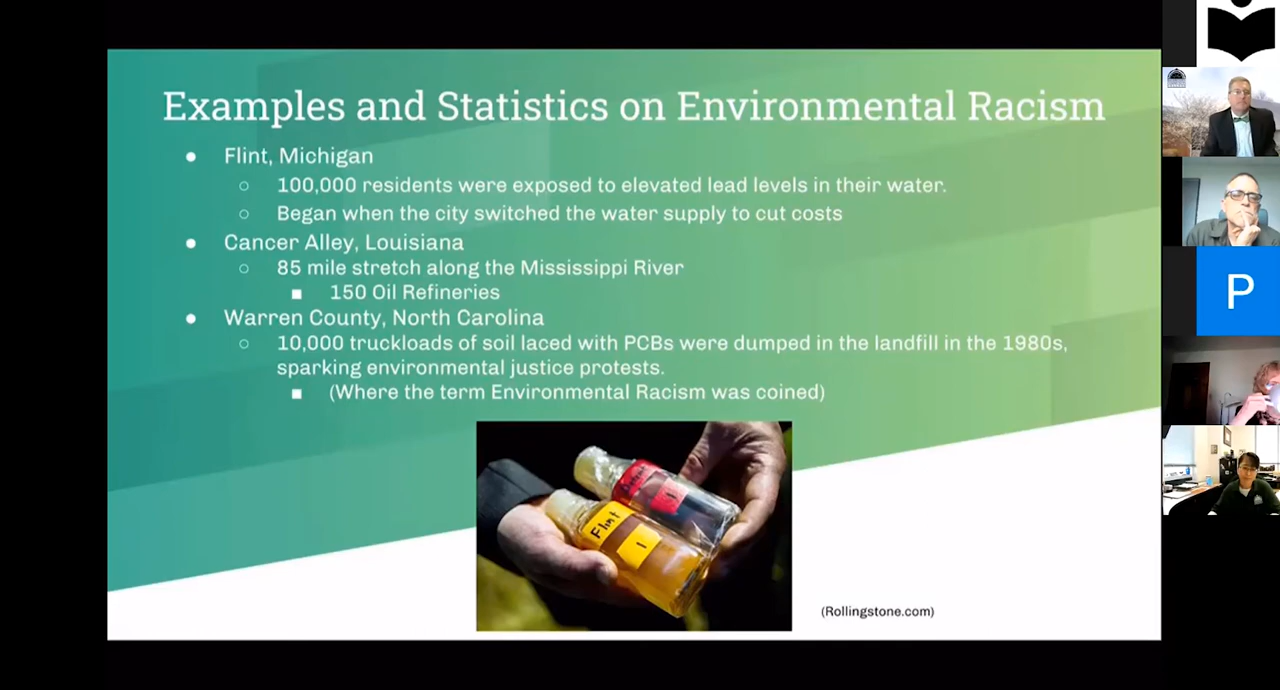 Examples and Statistics on Environmental Racism
● Flint, Michigan
○ 100,000 residents were exposed to elevated lead levels in their water.
○ Began when the city switched the water supply to cut costs
● Cancer Alley, Louisiana
○ 85 mile stretch along the Mississippi River
■ 150 Oil Refineries
● Warren County, North Carolina
○ 10,000 truckloads of soil laced with PCBs were dumped in the landfill in the 1980s,
sparking environmental justice protests.
■ (Where the term Environmental Racism was coined)
Flint
1
(Rollingstone.com)
P